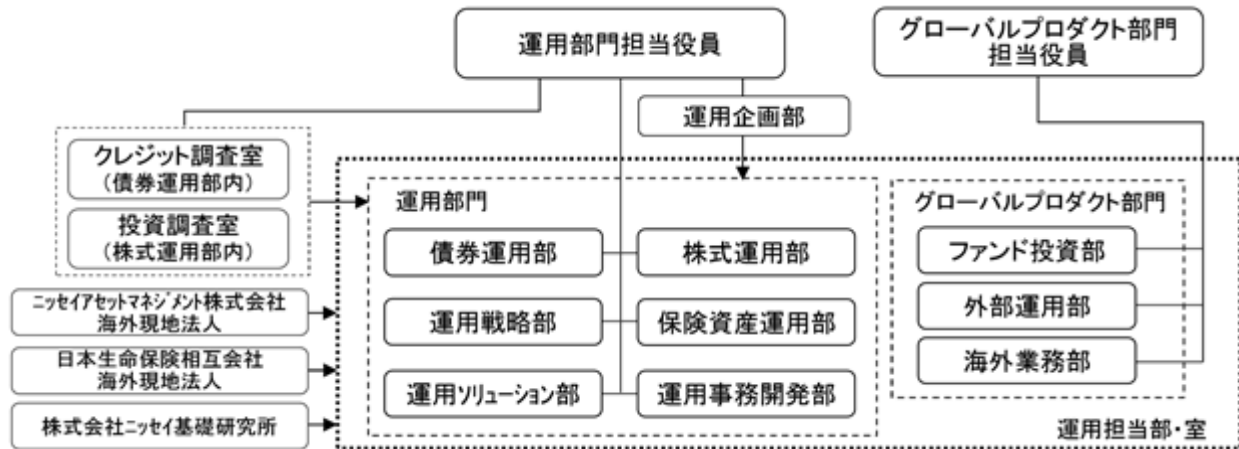 運用部門担当役員
グローバルプロダクト部門
担当役員
運用企画部
クレジット調査室
(債券運用部内)
投資調査室
(株式運用部内)
運用部門
債券運用部
株式運用部
運用戦略部
保険資産運用部
運用ソリューション部
運用事務開発部
グローバルプロダクト部門
ファンド投資部
外部運用部
海外業務部
ニッセイアセットマネジメント株式会社
海外現地法人
日本生命保険相互会社
海外現地法人
株式会社ニッセイ基礎研究所
運用担当部・室